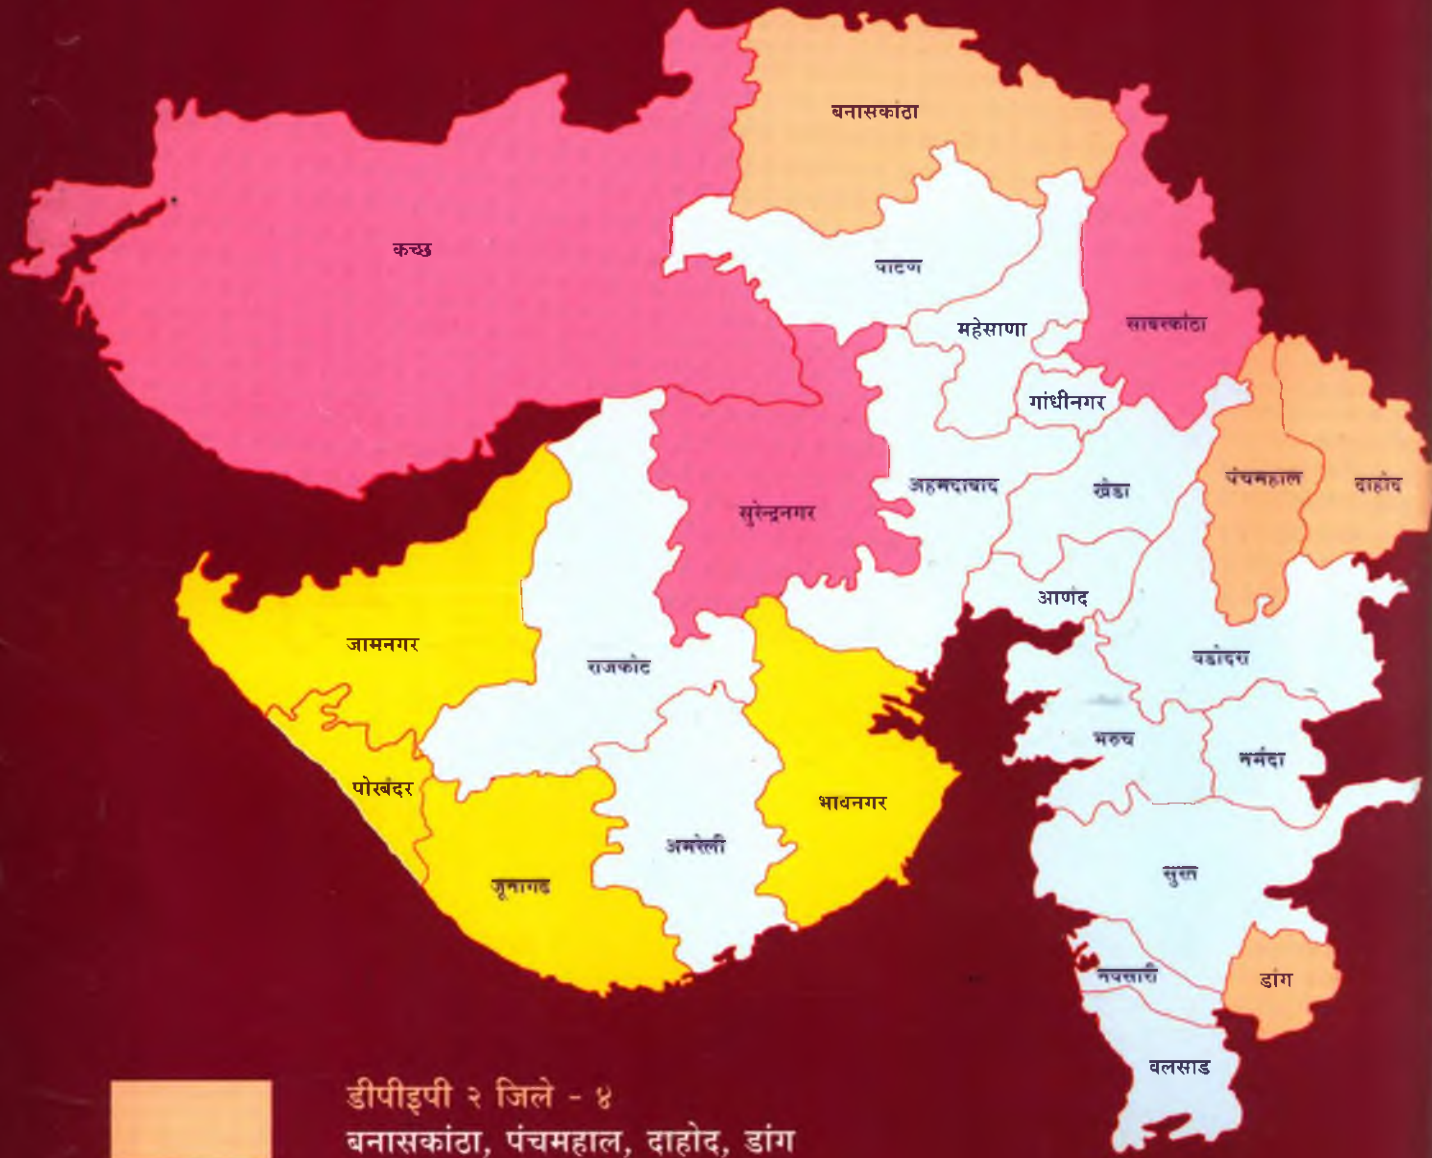 बनासकांठा
कच्छ
पाटण
महेसाणा
साबरकांठा
गांधीनगर
अहमदाबाद
खेडा
पंचमहाल
दाहोद
सुरेन्द्रनगर
आणंद
जामनगर
राजकोट
वडोदरा
भरुच
नर्मदा
पोरबंदर
भावनगर
अमरेली
जूनागढ
सुरत
नवसारी
डांग
वलसाड
डीपीइपी २ जिले - ४
बनासकांठा, पंचमहाल, दाहोद, डांग